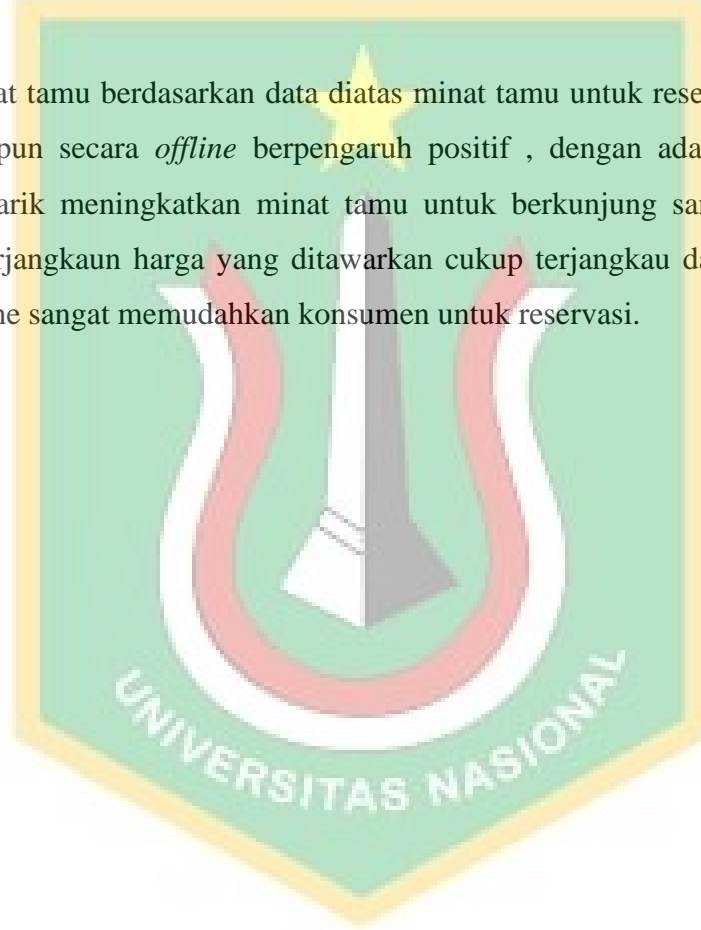 at tamu berdasarkan data diatas minat tamu untuk rese
pun secara offline berpengaruh positif , dengan ada
arik meningkatkan minat tamu untuk berkunjung sa
rjangkaun harga yang ditawarkan cukup terjangkau da
ne sangat memudahkan konsumen untuk reservasi.
UNIVERSITAS NASIONAL